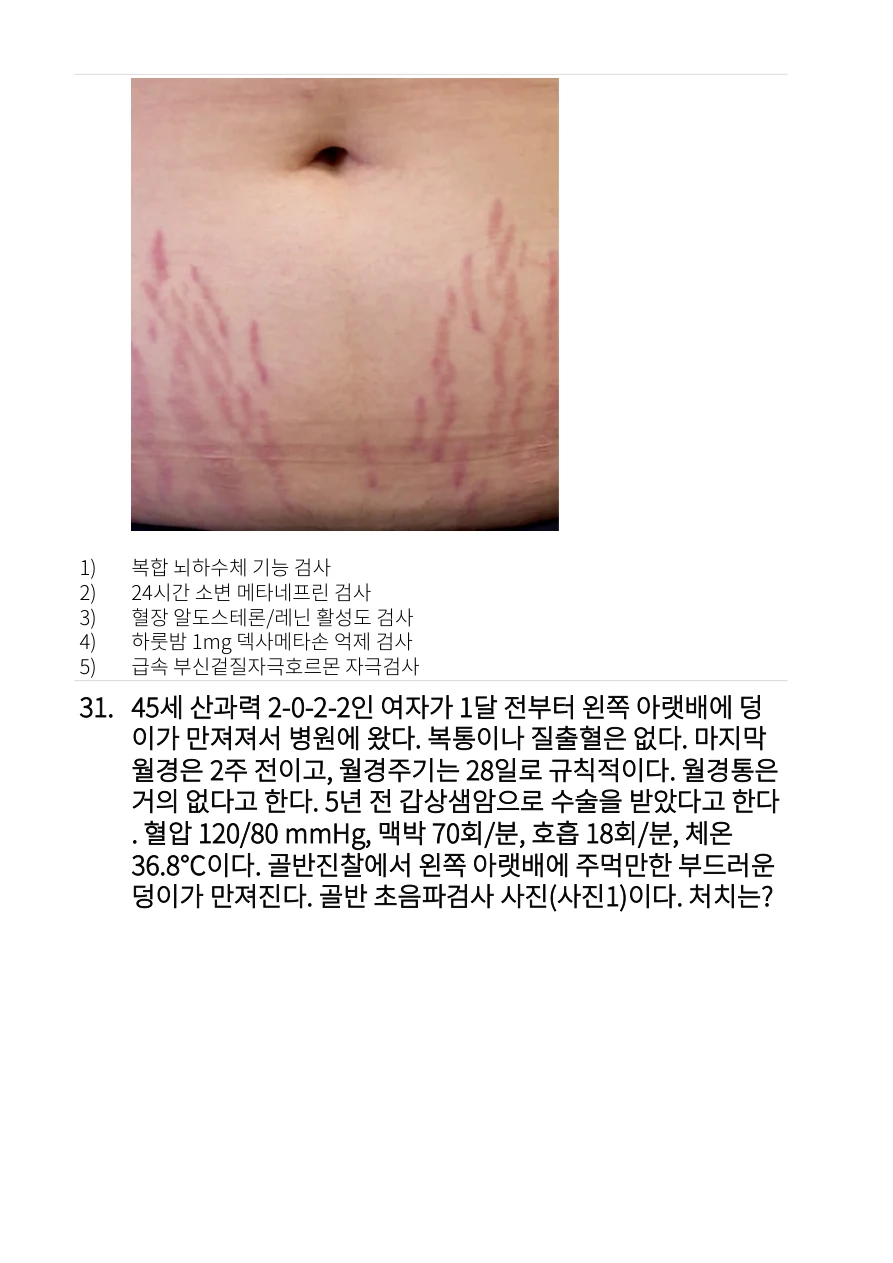 1) 복합 뇌하수체 기능 검사
2) 24시간 소변 메타네프린 검사
3) 혈장 알도스테론/레닌 활성도 검사
4) 하룻밤 1mg 덱사메타손 억제 검사
5) 급속 부신겉질자극호르몬 자극검사
31. 45세 산과력 2-0-2-2인 여자가 1달 전부터 왼쪽 아랫배에 덩
이가 만져져서 병원에 왔다. 복통이나 질출혈은 없다. 마지막
월경은 2주 전이고, 월경주기는 28일로 규칙적이다. 월경통은
거의 없다고 한다. 5년 전 갑상샘암으로 수술을 받았다고 한다
. 혈압 120/80 mmHg, 맥박 70회/분, 호흡 18회/분, 체온
36.8°C이다. 골반진찰에서 왼쪽 아랫배에 주먹만한 부드러운
덩이가 만져진다. 골반 초음파검사 사진(사진1)이다. 처치는?